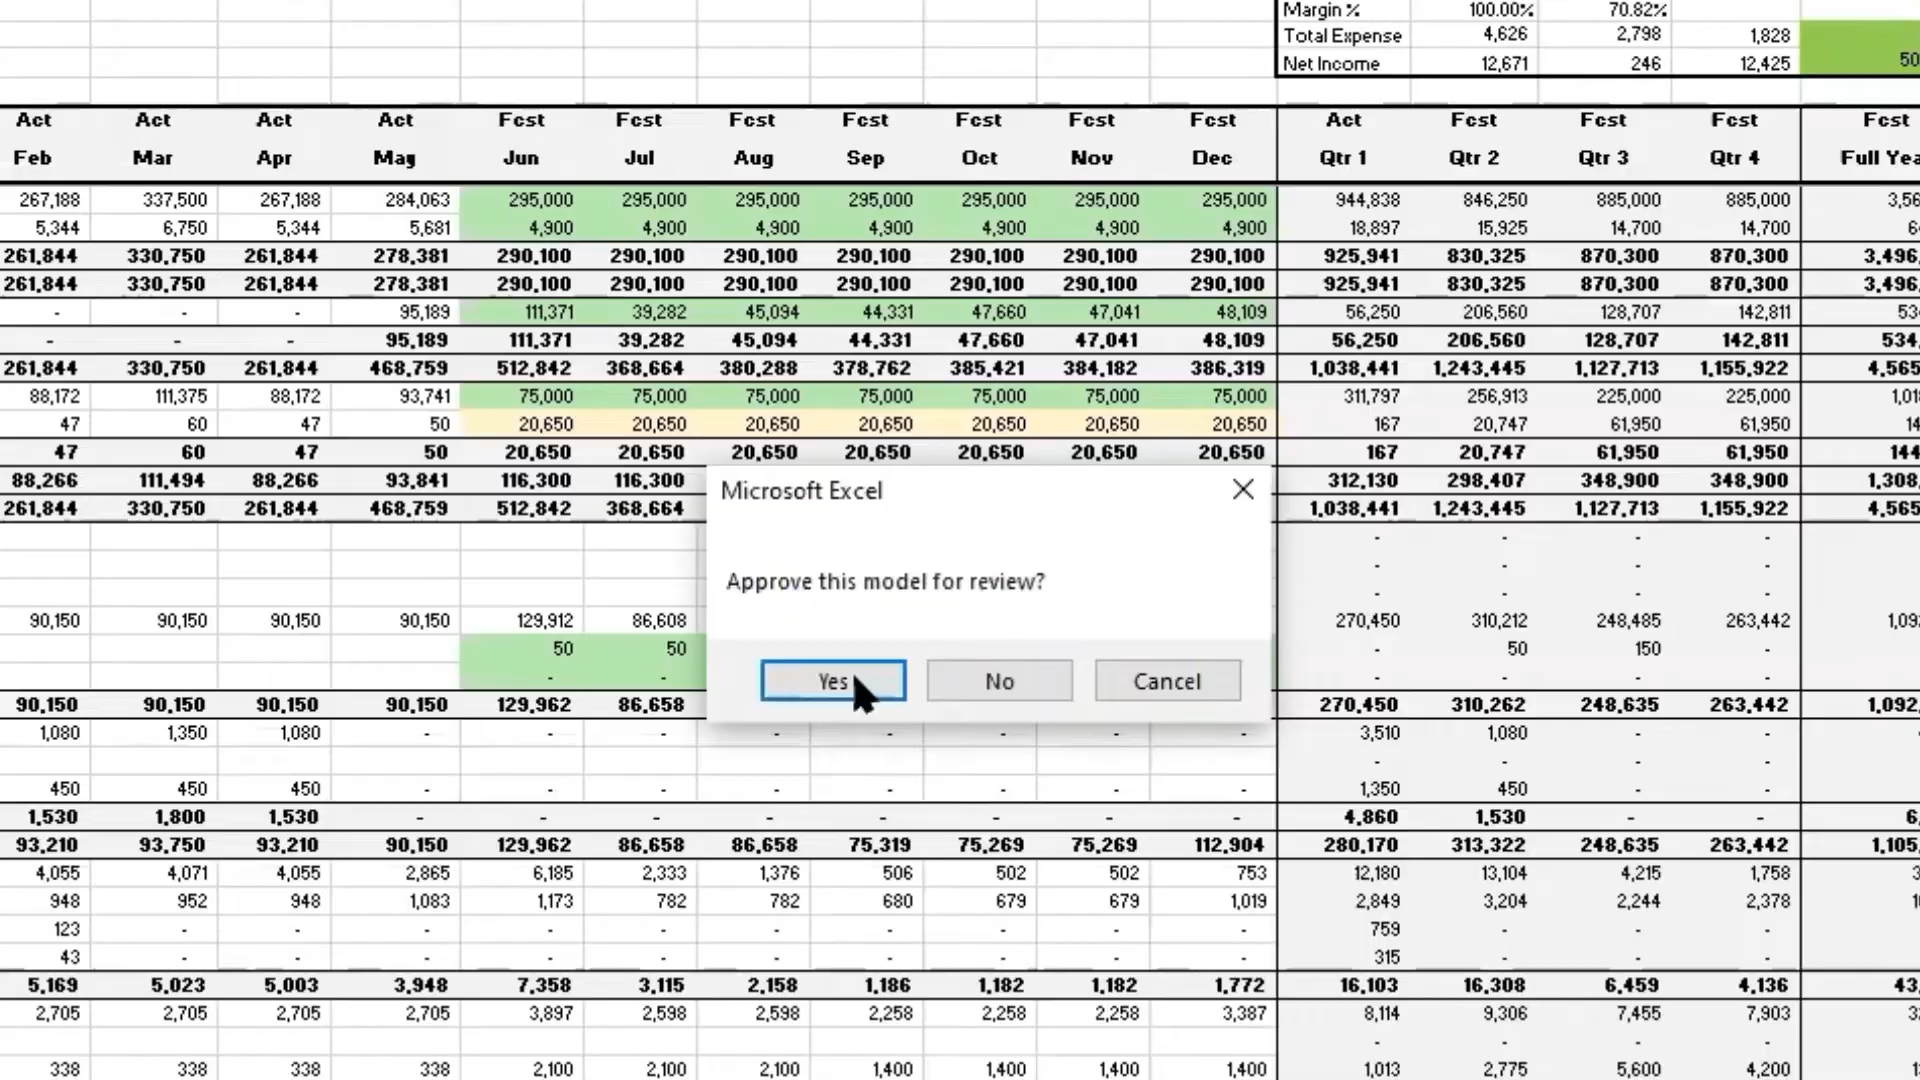 Margin % 100.00% 70.82%
Total Expense 4,626 2,798 1,828
Net Income 12,671 246 12,425 50
Act Act Act Act Fcst Fcst Fcst Fcst Fcst Fcst Fcst Act Fcst Fcst Fcst Fcst
Feb Mar Apr May Jun Jul Aug Sep Oct Nov Dec Qtr 1 Qtr 2 Qtr 3 Qtr 4 Full Yea
267,188 337,500 267,188 284,063 295,000 295,000 295,000 295,000 295,000 295,000 295,000 944,838 846,250 885,000 885,000 3,56
5,344 6,750 5,344 5,681 4,900 4,900 4,900 4,900 4,900 4,900 4,900 18,897 15,925 14,700 14,700
261,844 330,750 261,844 278,381 290,100 290,100 290,100 290,100 290,100 290,100 290,100 925,941 830,325 870,300 870,300 3,496,
261,844 330,750 261,844 278,381 290,100 290,100 290,100 290,100 290,100 290,100 290,100 925,941 830,325 870,300 870,300 3,496,
- - - 95,189 111,371 39,282 45,094 44,331 47,660 47,041 48,109 56,250 206,560 128,707 142,811 53
- - - 95,189 111,371 39,282 45,094 44,331 47,660 47,041 48,109 56,250 206,560 128,707 142,811 534,
261,844 330,750 261,844 468,759 512,842 368,664 380,288 378,762 385,421 384,182 386,319 1,038,441 1,243,445 1,127,713 1,155,922 4,565
88,172 111,375 88,172 93,741 75,000 75,000 75,000 75,000 75,000 75,000 75,000 311,797 256,913 225,000 225,000 1,01
47 60 47 50 20,650 20,650 20,650 20,650 20,650 20,650 20,650 167 20,747 61,950 61,950 14
47 60 47 50 20,650 20,650 20,650 20,650 20,650 20,650 20,650 167 20,747 61,950 61,950 144
88,266 111,494 88,266 93,841 116,300 116,300 312,130 298,407 348,900 348,900 1,308,
261,844 330,750 261,844 468,759 512,842 368,664 1,038,441 1,243,445 1,127,713 1,155,922 4,565
Microsoft Excel
Approve this model for review?
Yes No Cancel
- - - -
- - - -
- - - -
90,150 90,150 90,150 90,150 129,912 86,608 270,450 310,212 248,485 263,442 1,09
50 50 - 50 150 -
- - - - - -
90,150 90,150 90,150 90,150 129,962 86,658 270,450 310,262 248,635 263,442 1,092,
1,080 1,350 1,080 - - - - - - - - 3,510 1,080 - -
- - - -
450 450 450 - - - - - - - - 1,350 450 - -
1,530 1,800 1,530 - - - - - - - - 4,860 1,530 - - 6,
93,210 93,750 93,210 90,150 129,962 86,658 86,658 75,319 75,269 75,269 112,904 280,170 313,322 248,635 263,442 1,105,
4,055 4,071 4,055 2,865 6,185 2,333 1,376 506 502 502 753 12,180 13,104 4,215 1,758 3
948 952 948 1,083 1,173 782 782 680 679 679 1,019 2,849 3,204 2,244 2,378 1
123 - - - - - - - - - - 759 - - -
43 - - - - - - - - - - 315 - - -
5,169 5,023 5,003 3,948 7,358 3,115 2,158 1,186 1,182 1,182 1,772 16,103 16,308 6,459 4,136 43,
2,705 2,705 2,705 2,705 3,897 2,598 2,598 2,258 2,258 2,258 3,387 8,114 9,306 7,455 7,903 3
- - - -
338 338 338 338 2,100 2,100 2,100 1,400 1,400 1,400 1,400 1,013 2,775 5,600 4,200